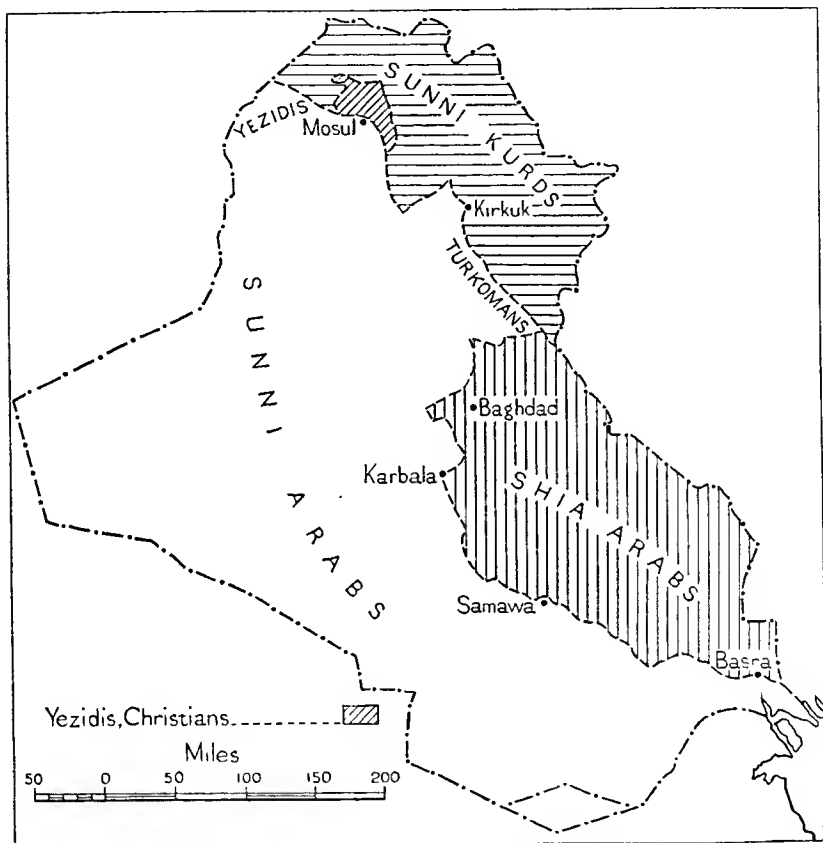 SUNNI KURDS
YEZIDIS
Mosul
Kirkuk
TURKOMANS
SUNNI ARABS
Baghdad
Karbala
SHIA ARABS
Samawa
Basra
Yezidis, Christians
Miles
50 0 50 100 150 200